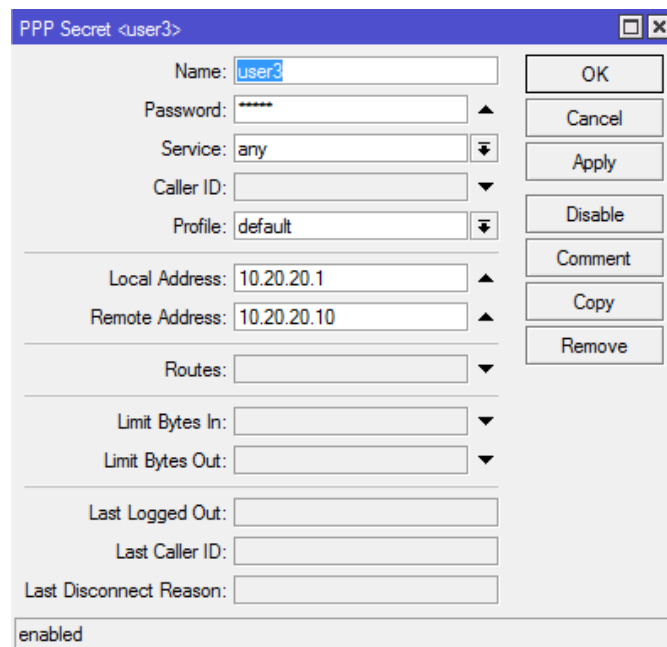 PPP Secret <user3>
Name: user3
OK
Password: *****
Cancel
Service: any
Apply
Caller ID:
Profile: default
Disable
Comment
Local Address: 10.20.20.1
Copy
Remote Address: 10.20.20.10
Remove
Routes:
Limit Bytes In:
Limit Bytes Out:
Last Logged Out:
Last Caller ID:
Last Disconnect Reason:
enabled